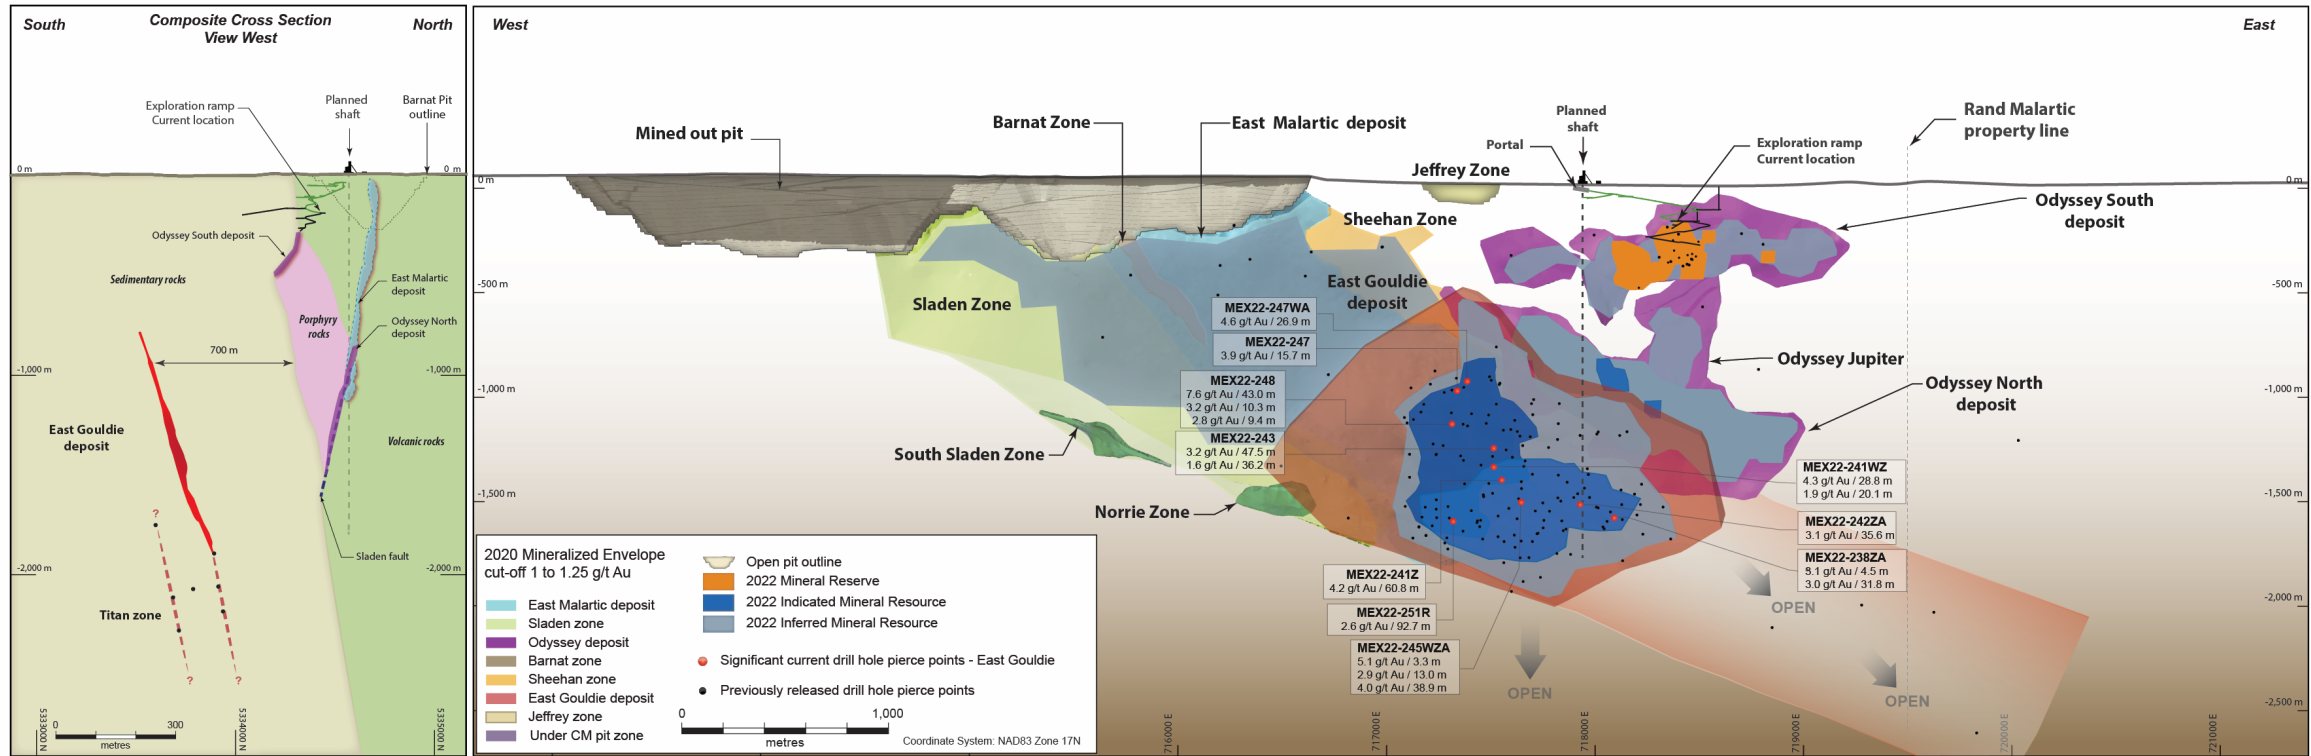 South
Composite Cross Section
View West
North
Exploration ramp
Current location
Planned
shaft
Barnat Pit
outline
0 m
0 m
Odyssey South deposit
Sedimentary rocks
East Malartic
deposit
Porphyry
rocks
Odyssey North
deposit
700 m
-1,000 m
-1,000 m
East Gouldie
deposit
Volcanic rocks
?
Sladen fault
-2,000 m
-2,000 m
Titan zone
?
?
5333000 N
0
300
metres
5334000 N
5335000 N
West
East
Mined out pit
Barnat Zone
East Malartic deposit
Planned
shaft
Portal
Jeffrey Zone
Exploration ramp
Current location
Rand Malartic
property line
0 m
0 m
Sheehan Zone
Odyssey South
deposit
-500 m
-500 m
Sladen Zone
East Gouldie
deposit
MEX22-247WA
4.6 g/t Au / 26.9 m
MEX22-247
3.9 g/t Au / 15.7 m
Odyssey Jupiter
-1,000 m
-1,000 m
MEX22-248
7.6 g/t Au / 43.0 m
3.2 g/t Au / 10.3 m
2.8 g/t Au / 9.4 m
Odyssey North
deposit
MEX22-243
3.2 g/t Au / 47.5 m
1.6 g/t Au / 36.2 m
South Sladen Zone
MEX22-241WZ
4.3 g/t Au / 28.8 m
1.9 g/t Au / 20.1 m
-1,500 m
-1,500 m
Norrie Zone
MEX22-242ZA
3.1 g/t Au / 35.6 m
MEX22-238ZA
8.1 g/t Au / 4.5 m
3.0 g/t Au / 31.8 m
MEX22-241Z
4.2 g/t Au / 60.8 m
MEX22-251R
2.6 g/t Au / 92.7 m
MEX22-245WZA
5.1 g/t Au / 3.3 m
2.9 g/t Au / 13.0 m
4.0 g/t Au / 38.9 m
OPEN
OPEN
OPEN
-2,000 m
-2,500 m
2020 Mineralized Envelope
cut-off 1 to 1.25 g/t Au
East Malartic deposit
Sladen zone
Odyssey deposit
Barnat zone
Sheehan zone
East Gouldie deposit
Jeffrey zone
Under CM pit zone
Open pit outline
2022 Mineral Reserve
2022 Indicated Mineral Resource
2022 Inferred Mineral Resource
Significant current drill hole pierce points - East Gouldie
Previously released drill hole pierce points
0
1,000
metres
Coordinate System: NAD83 Zone 17N
716000 E
717000 E
718000 E
719000 E
720000 E
721000 E